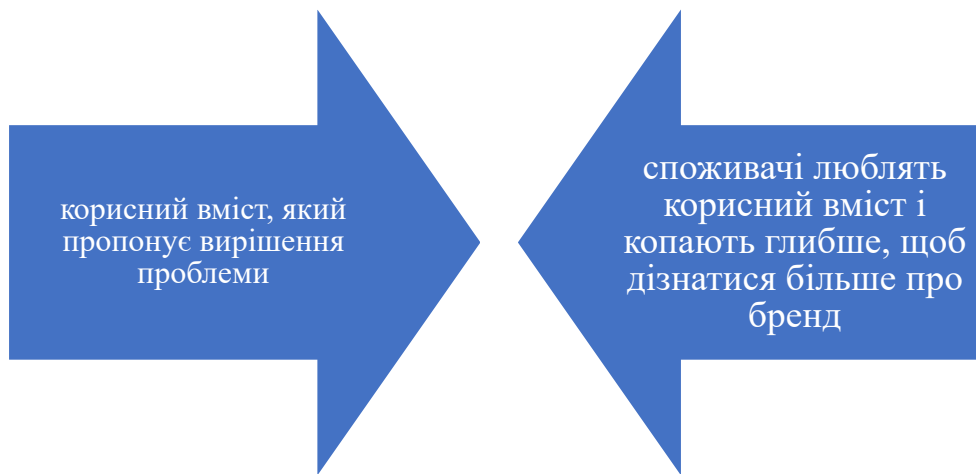 корисний вміст, який
пропонує вирішення
проблеми
споживачі люблять
корисний вміст і
копають глибше, щоб
дізнатися більше про
бренд